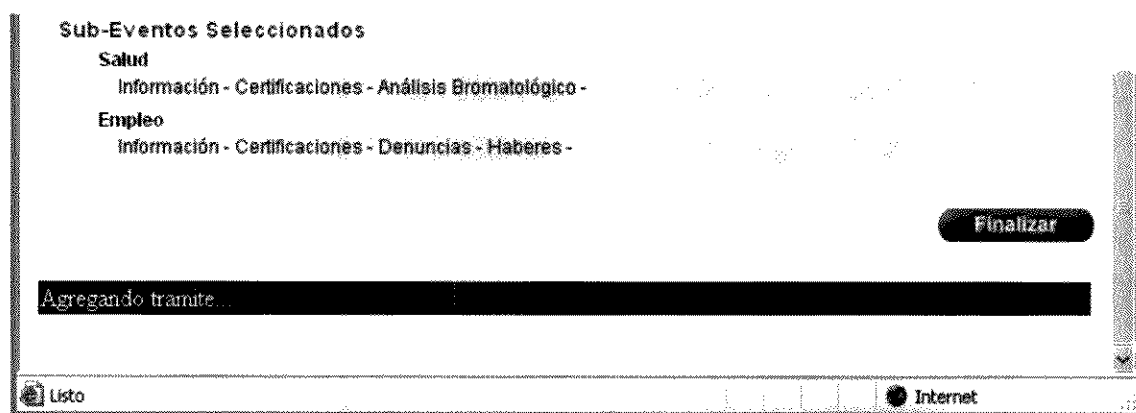 Sub-Eventos Seleccionados
Salud
Información - Certificaciones - Análisis Bromatológico -
Empleo
Información - Certificaciones - Denuncias - Haberes -
Finalizar
Agregando tramite...
Listo
Internet